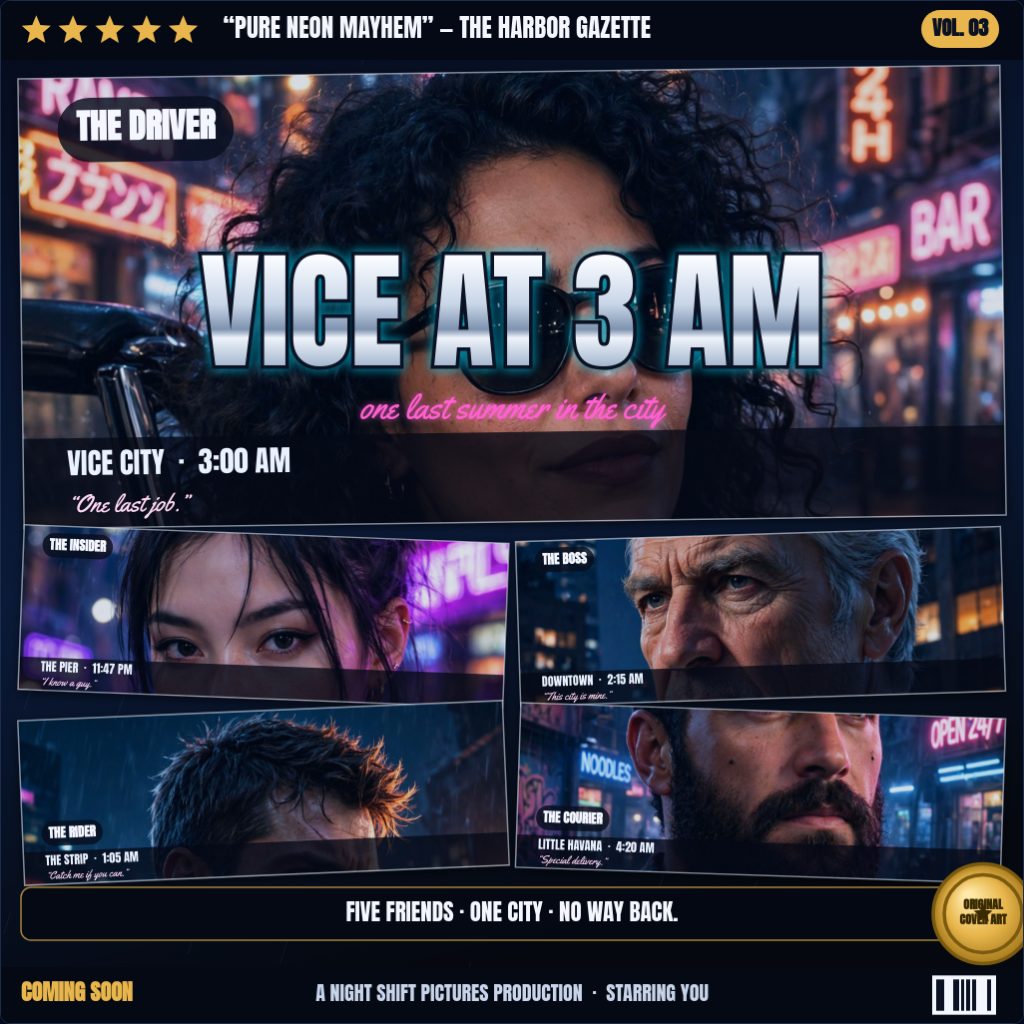 “PURE NEON MAYHEM” – THE HARBOR GAZETTE
VOL. 03
THE DRIVER
24H
BAR
VICE AT 3 AM
one last summer in the city
VICE CITY · 3:00 AM
“One last job.”
THE INSIDER
THE PIER · 11:47 PM
“I know a guy.”
THE BOSS
DOWNTOWN · 2:15 AM
“This city is mine.”
THE RIDER
THE STRIP · 1:05 AM
“Catch me if you can.”
OPEN 24/7
NOODLES
THE COURIER
LITTLE HAVANA · 4:20 AM
“Special delivery.”
FIVE FRIENDS · ONE CITY · NO WAY BACK.
ORIGINAL
COVER ART
COMING SOON
A NIGHT SHIFT PICTURES PRODUCTION · STARRING YOU